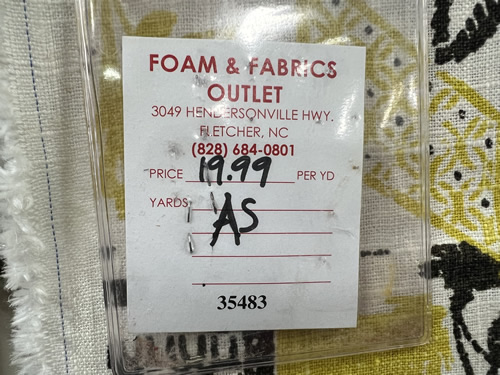 FOAM & FABRICS
OUTLET
3049 HENDERSONVILLE HWY.
FLETCHER, NC
(828) 684-0801
PRICE 19.99 PER YD
YARDS AS
35483